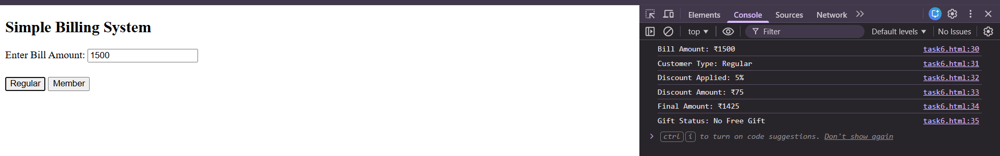 Simple Billing System
Enter Bill Amount: 1500
Regular Member
Elements Console Sources Network
top Filter Default levels No Issues
Bill Amount: ₹1500 task6.html:30
Customer Type: Regular task6.html:31
Discount Applied: 5% task6.html:32
Discount Amount: ₹75 task6.html:33
Final Amount: ₹1425 task6.html:34
Gift Status: No Free Gift task6.html:35
ctrl i to turn on code suggestions. Don't show again